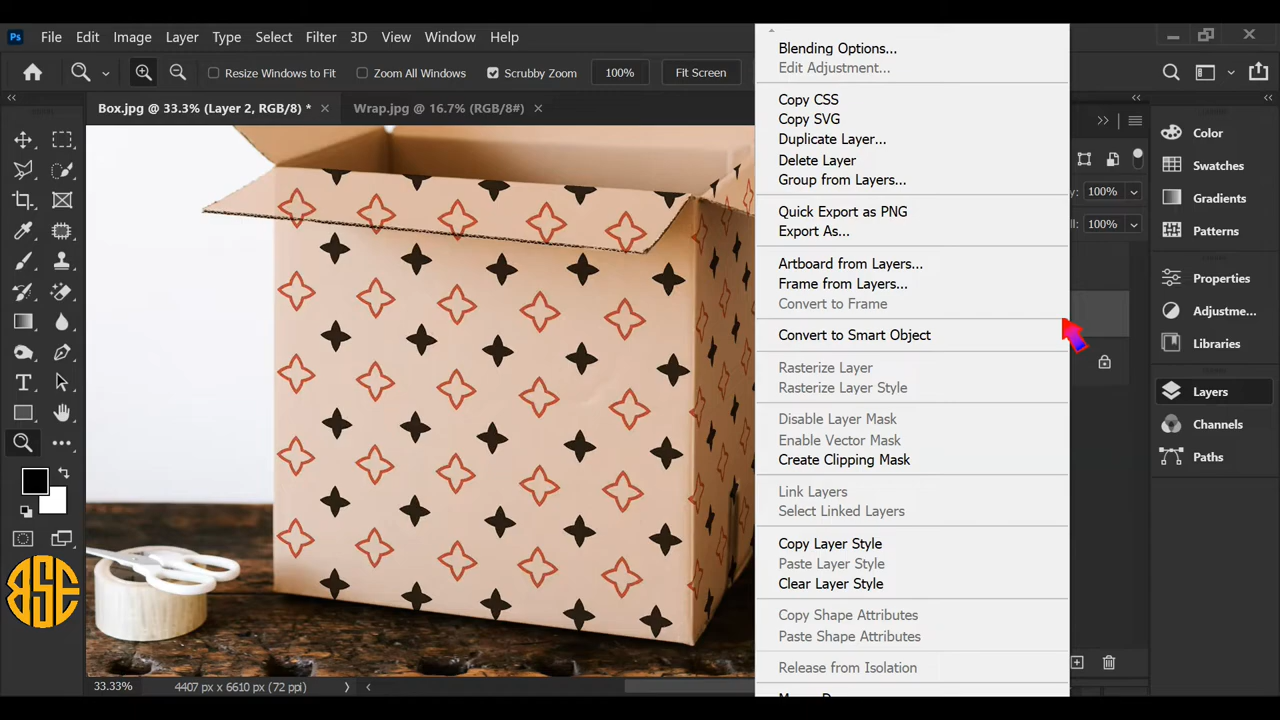 Ps File Edit Image Layer Type Select Filter 3D View Window Help
Resize Windows to Fit Zoom All Windows Scrubby Zoom 100% Fit Screen
Box.jpg @ 33.3% (Layer 2, RGB/8) * × Wrap.jpg @ 16.7% (RGB/8#) ×
Blending Options...
Edit Adjustment...
Copy CSS
Copy SVG
Duplicate Layer...
Delete Layer
Group from Layers...
Quick Export as PNG
Export As...
Artboard from Layers...
Frame from Layers...
Convert to Frame
Convert to Smart Object
Rasterize Layer
Rasterize Layer Style
Disable Layer Mask
Enable Vector Mask
Create Clipping Mask
Link Layers
Select Linked Layers
Copy Layer Style
Paste Layer Style
Clear Layer Style
Copy Shape Attributes
Paste Shape Attributes
Release from Isolation
100%
100%
Color
Swatches
Gradients
Patterns
Properties
Adjustme...
Libraries
Layers
Channels
Paths
BSE
33.33% 4407 px x 6610 px (72 ppi)